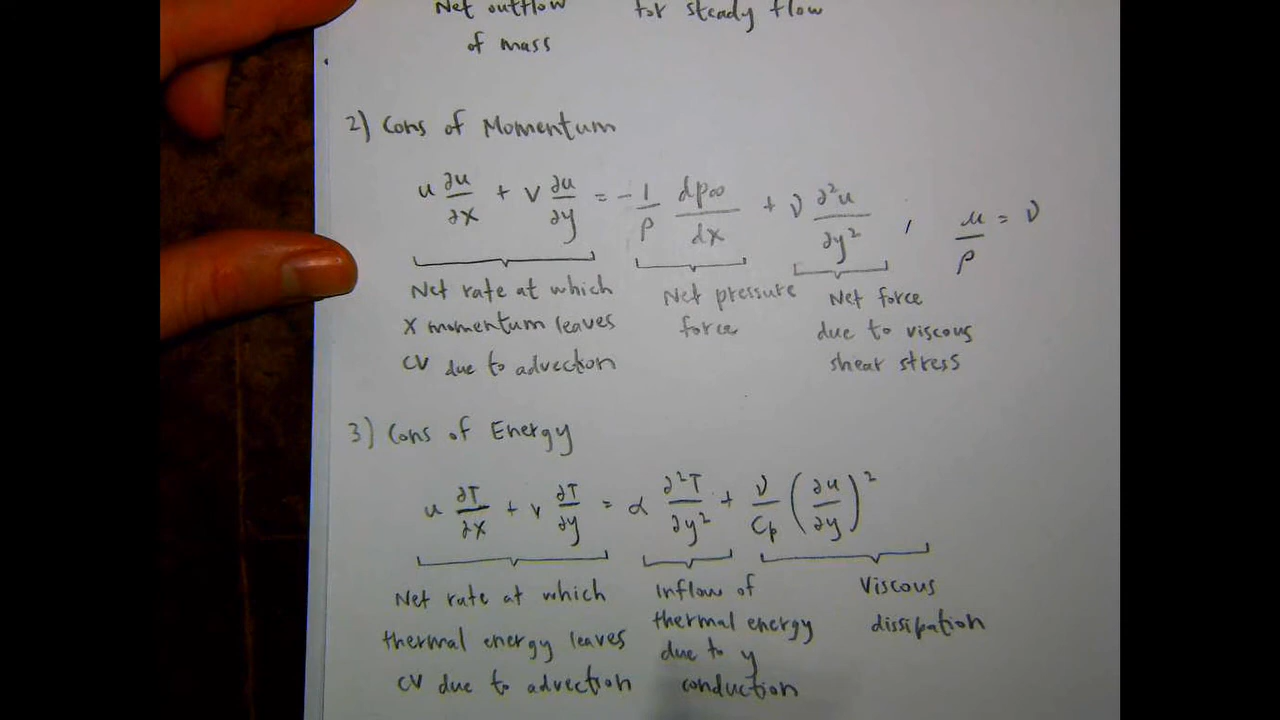 Net outflow for steady flow
of mass
2) Cons of Momentum
u ∂u/∂x + v ∂u/∂y = -1/ρ dp∞/dx + ν ∂²u/∂y² , μ/ρ = ν
Net rate at which Net pressure Net force
x momentum leaves force due to viscous
CV due to advection shear stress
3) Cons of Energy
u ∂T/∂x + v ∂T/∂y = α ∂²T/∂y² + ν/Cp (∂u/∂y)²
Net rate at which Inflow of Viscous
thermal energy leaves thermal energy dissipation
CV due to advection due to y
conduction